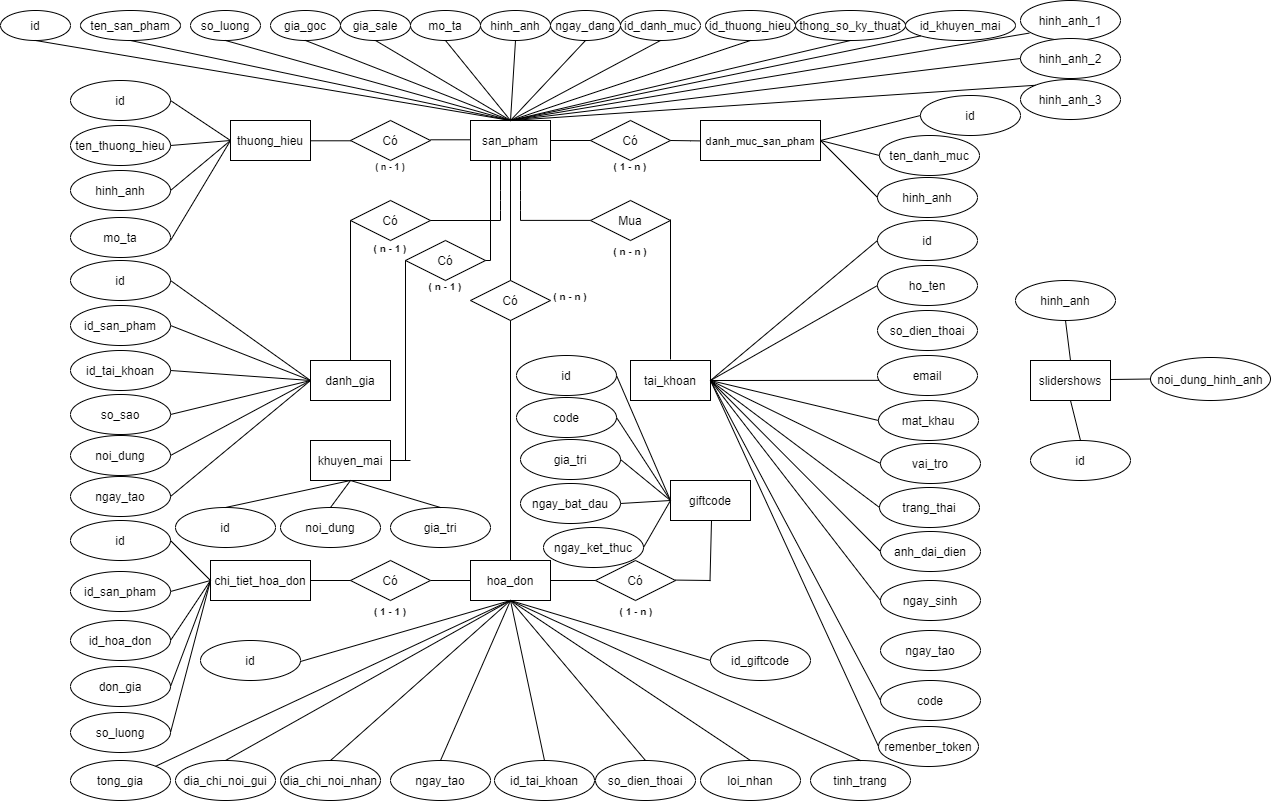 id
ten_san_pham
so_luong
gia_goc
gia_sale
mo_ta
hinh_anh
ngay_dang
id_danh_muc
id_thuong_hieu
thong_so_ky_thuat
id_khuyen_mai
hinh_anh_1
hinh_anh_2
hinh_anh_3
id
ten_thuong_hieu
hinh_anh
mo_ta
thuong_hieu
Có
( n - 1 )
san_pham
Có
( 1 - n )
danh_muc_san_pham
id
ten_danh_muc
hinh_anh
Có
( n - 1 )
Có
( n - 1 )
Có
( n - n )
Mua
( n - n )
id
id_san_pham
id_tai_khoan
so_sao
noi_dung
ngay_tao
danh_gia
khuyen_mai
id
noi_dung
gia_tri
id
code
gia_tri
ngay_bat_dau
ngay_ket_thuc
giftcode
tai_khoan
id
ho_ten
so_dien_thoai
email
mat_khau
vai_tro
trang_thai
anh_dai_dien
ngay_sinh
ngay_tao
code
remenber_token
hinh_anh
slidershows
noi_dung_hinh_anh
id
id
id_san_pham
id_hoa_don
don_gia
so_luong
chi_tiet_hoa_don
Có
( 1 - 1 )
hoa_don
Có
( 1 - n )
id
id_giftcode
tong_gia
dia_chi_noi_gui
dia_chi_noi_nhan
ngay_tao
id_tai_khoan
so_dien_thoai
loi_nhan
tinh_trang